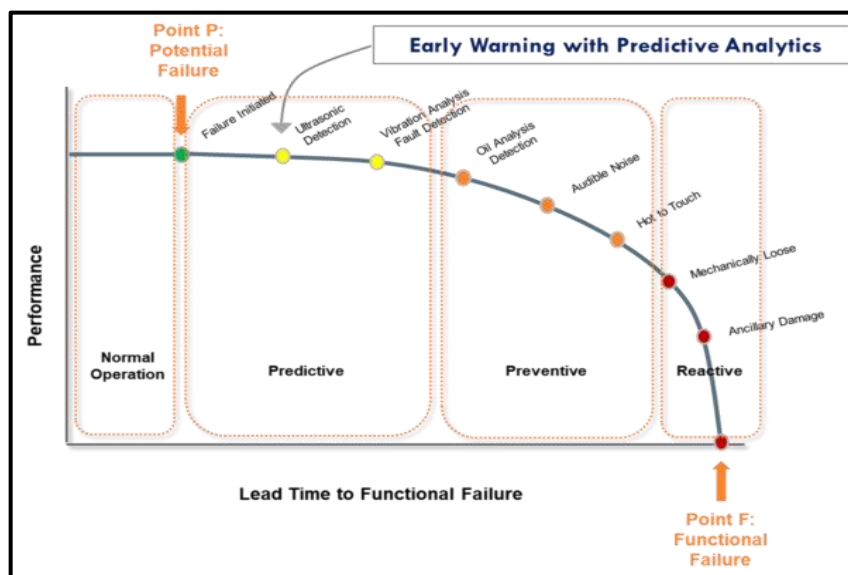 Point P:
Potential
Failure
Early Warning with Predictive Analytics
Failure Initiated
Ultrasonic
Detection
Vibration Analysis
Fault Detection
Oil Analysis
Detection
Audible Noise
Hot to Touch
Mechanically Loose
Ancillary Damage
Performance
Normal
Operation
Predictive
Preventive
Reactive
Lead Time to Functional Failure
Point F:
Functional
Failure